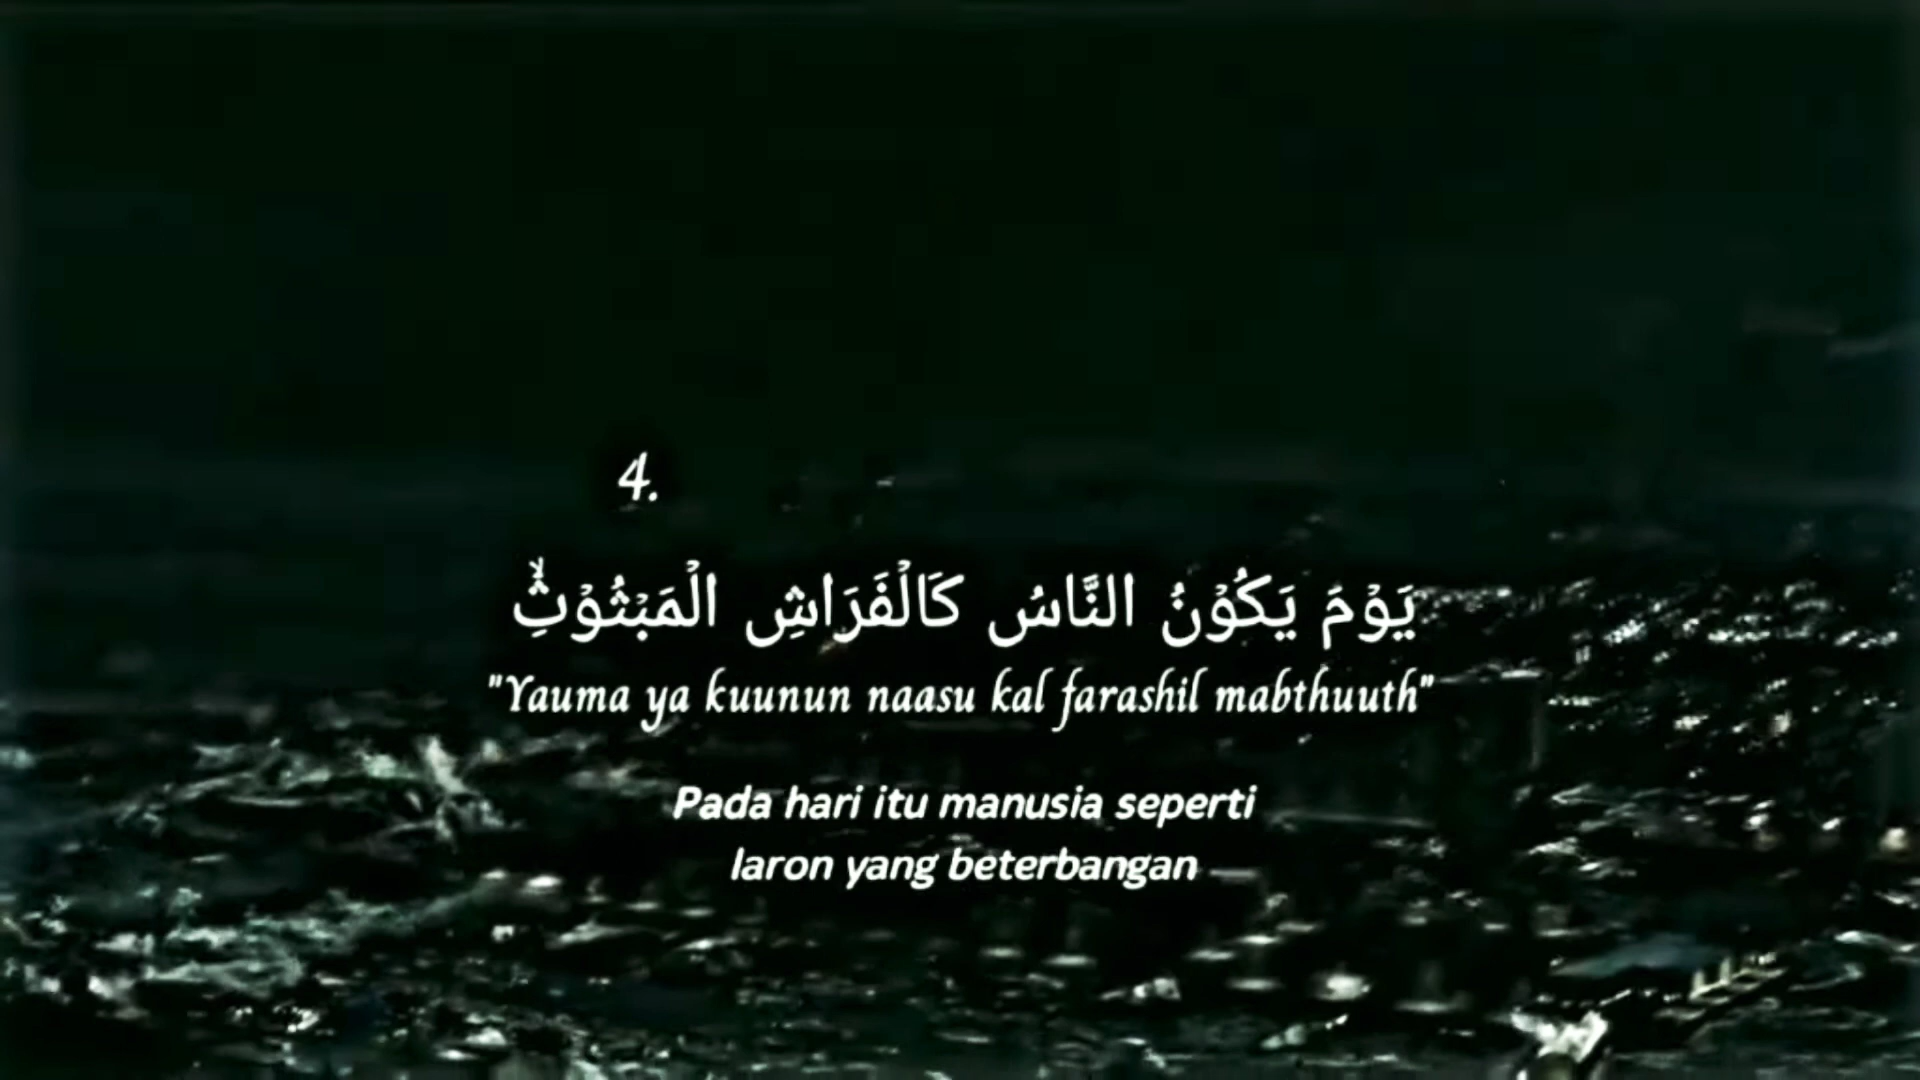 4.
يَوْمَ يَكُوْنُ النَّاسُ كَالْفَرَاشِ الْمَبْثُوْثِۙ
"Yauma ya kuunun naasu kal farashil mabthuuth"
Pada hari itu manusia seperti
laron yang beterbangan